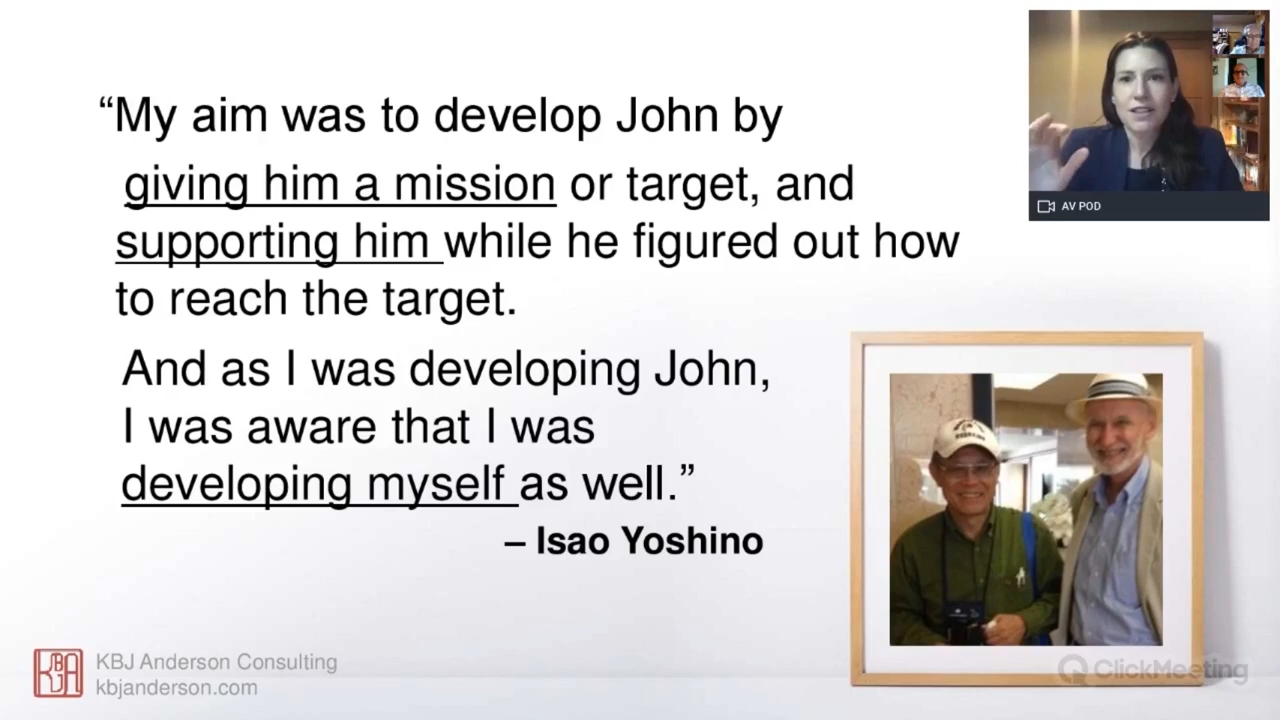 “My aim was to develop John by
giving him a mission or target, and
supporting him while he figured out how
to reach the target.
And as I was developing John,
I was aware that I was
developing myself as well.”
– Isao Yoshino
AV POD
KBJ Anderson Consulting
kbjanderson.com
ClickMeeting